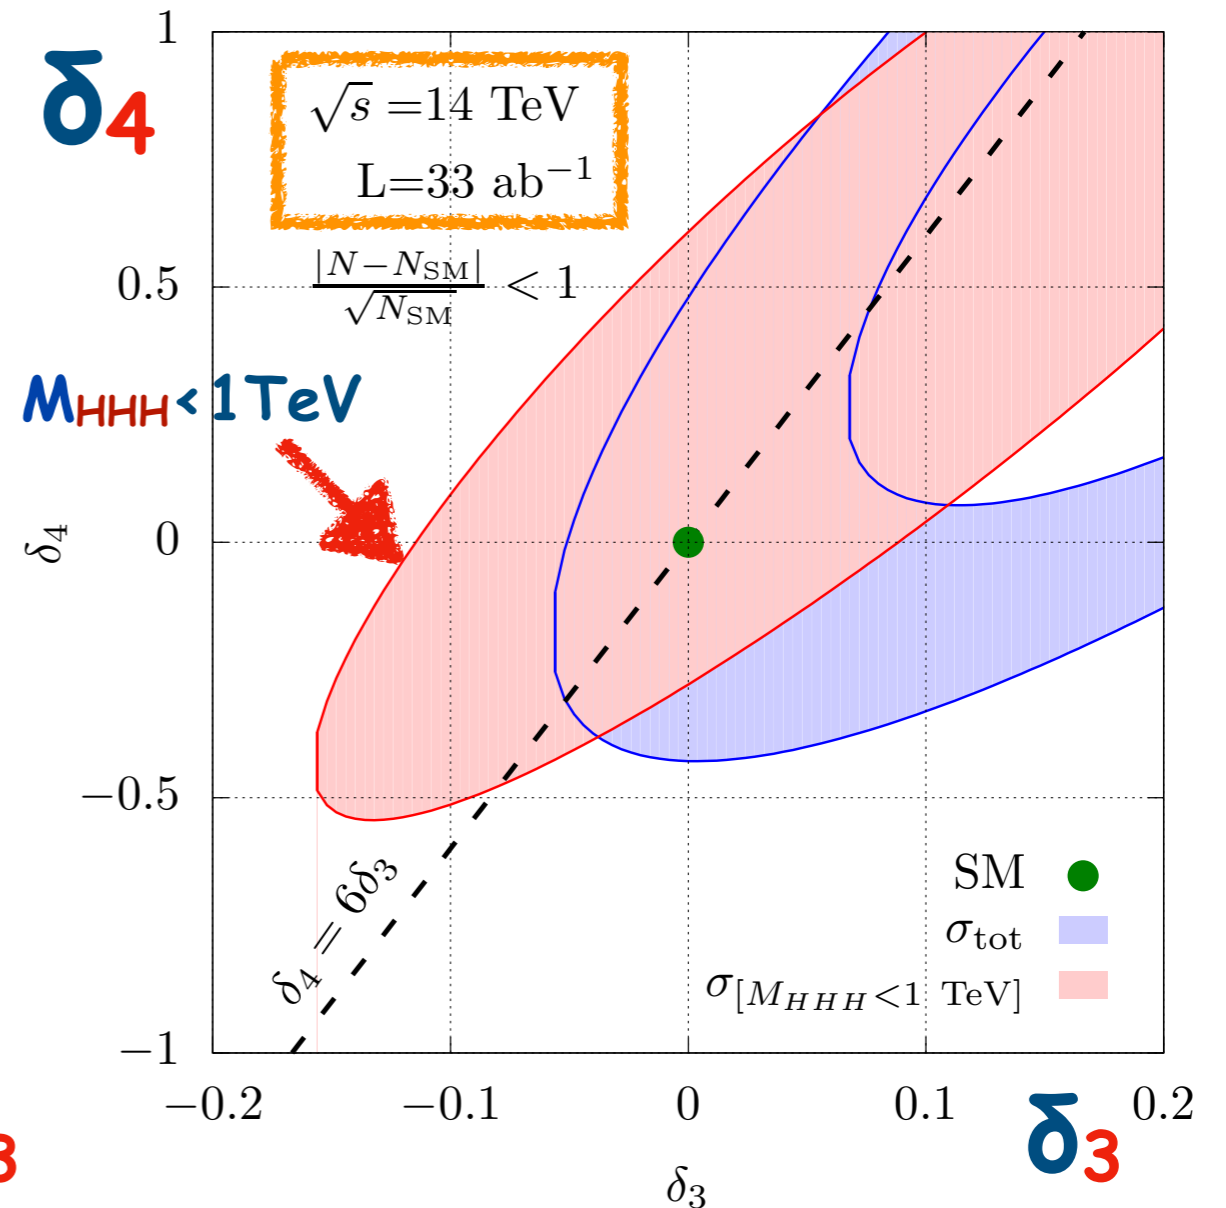 1
δ4
√s =14 TeV
L=33 ab⁻¹
|N−N_SM| / √N_SM < 1
0.5
M_HHH<1TeV
δ₄
0
−0.5
δ₄ = 6δ₃
SM
σ_tot
σ_[M_HHH<1 TeV]
−1
−0.2 −0.1 0 0.1 0.2
δ3
3
δ₃